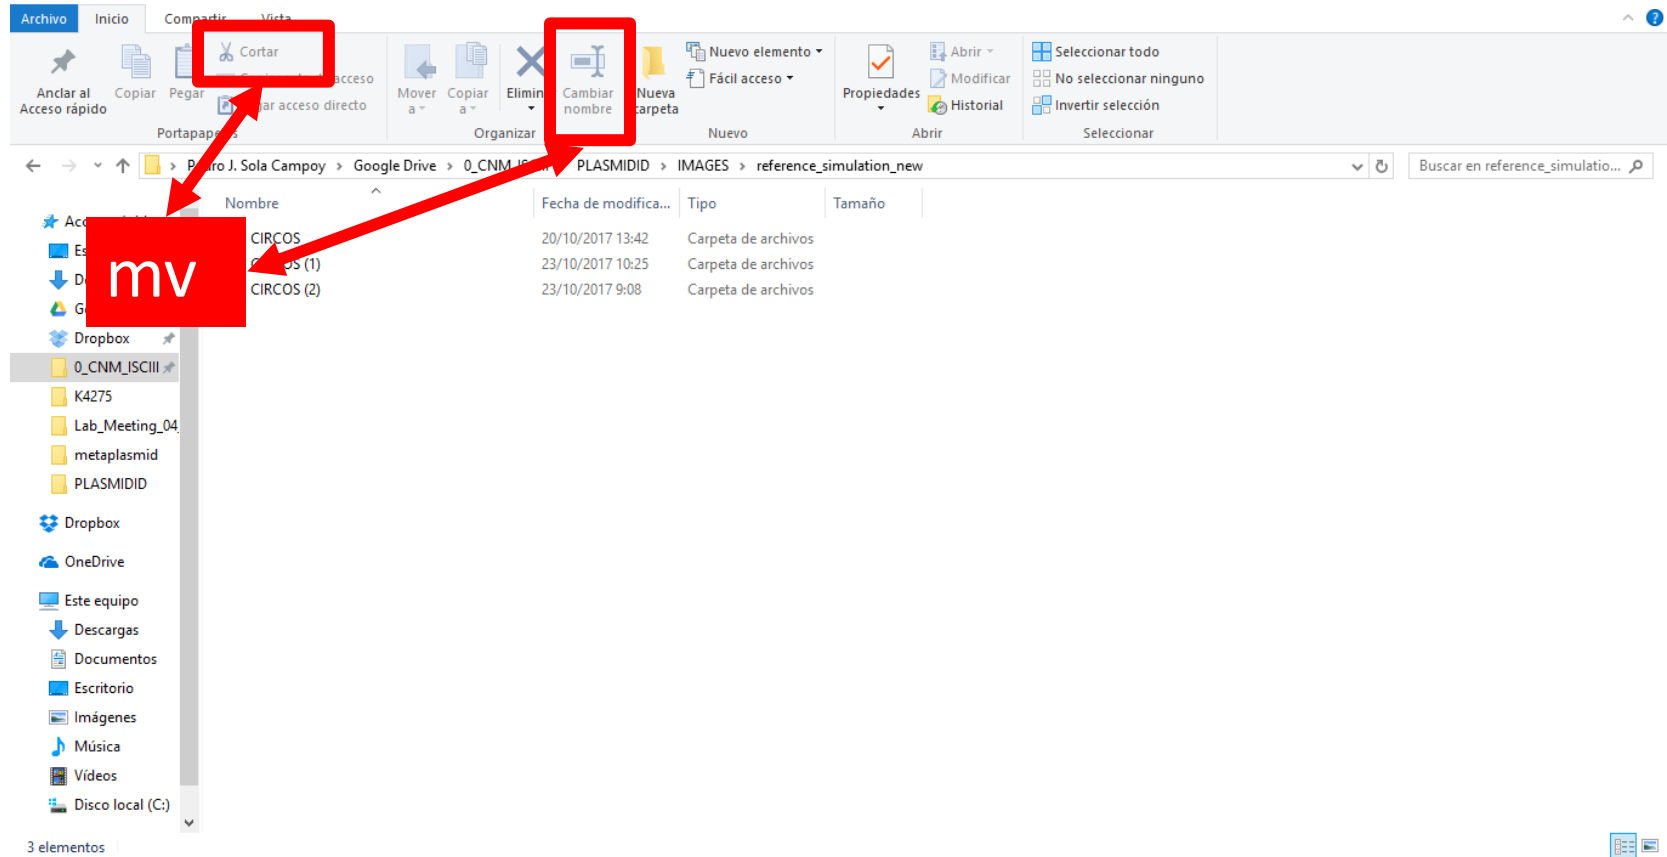 Archivo Inicio Compartir Vista
Cortar
acceso
ar acceso directo
Anclar al
Acceso rápido
Copiar
Pegar
Portapap
Mover
a
Copiar
a
Elimin
Cambiar
nombre
Nueva
carpeta
Organizar
Nuevo elemento
Fácil acceso
Nuevo
Propiedades
Abrir
Modificar
Historial
Abrir
Seleccionar todo
No seleccionar ninguno
Invertir selección
Seleccionar
ro J. Sola Campoy > Google Drive > 0_CNM_IS PLASMIDID > IMAGES > reference_simulation_new
Buscar en reference_simulatio...
Nombre Fecha de modifica... Tipo Tamaño
CIRCOS 20/10/2017 13:42 Carpeta de archivos
OS (1) 23/10/2017 10:25 Carpeta de archivos
CIRCOS (2) 23/10/2017 9:08 Carpeta de archivos
mv
Dropbox
0_CNM_ISCIII
K4275
Lab_Meeting_04_
metaplasmid
PLASMIDID
Dropbox
OneDrive
Este equipo
Descargas
Documentos
Escritorio
Imágenes
Música
Vídeos
Disco local (C:)
3 elementos